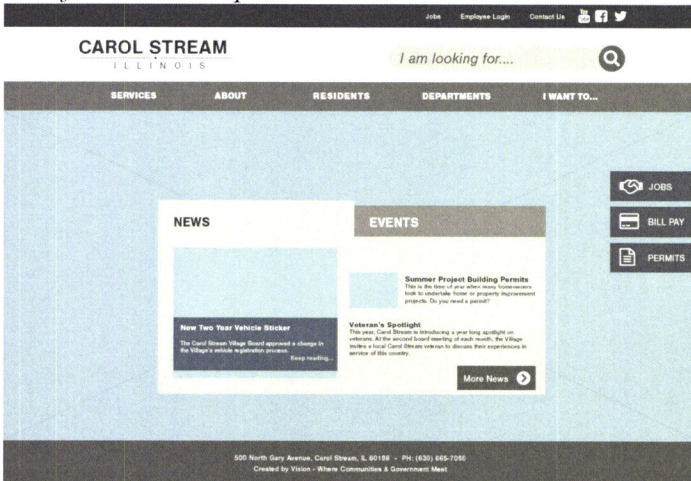 Jobs Employee Login Contact Us You Tube
CAROL STREAM
ILLINOIS
I am looking for....
SERVICES ABOUT RESIDENTS DEPARTMENTS I WANT TO...
JOBS
BILL PAY
PERMITS
NEWS EVENTS
Summer Project Building Permits
This is the time of year when many homeowners
look to undertake home or property improvement
projects. Do you need a permit?
New Two Year Vehicle Sticker
The Carol Stream Village Board approved a change in
the Village's vehicle registration process.
Keep reading...
Veteran's Spotlight
This year, Carol Stream is introducing a year long spotlight on
veterans. At the second board meeting of each month, the Village
invites a local Carol Stream veteran to discuss their experiences in
service of this country.
More News
500 North Gary Avenue, Carol Stream, IL 60188 - PH: (630) 665-7050
Created by Vision - Where Communities & Government Meet